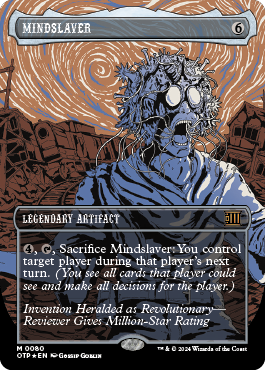 MINDSLAVER 6
LEGENDARY ARTIFACT
4, T, Sacrifice Mindslaver: You control
target player during that player's next
turn. (You see all cards that player could
see and make all decisions for the player.)
Invention Heralded as Revolutionary—
Reviewer Gives Million-Star Rating
M 0080
OTP ★ EN Gossip Goblin
™ & © 2024 Wizards of the Coast